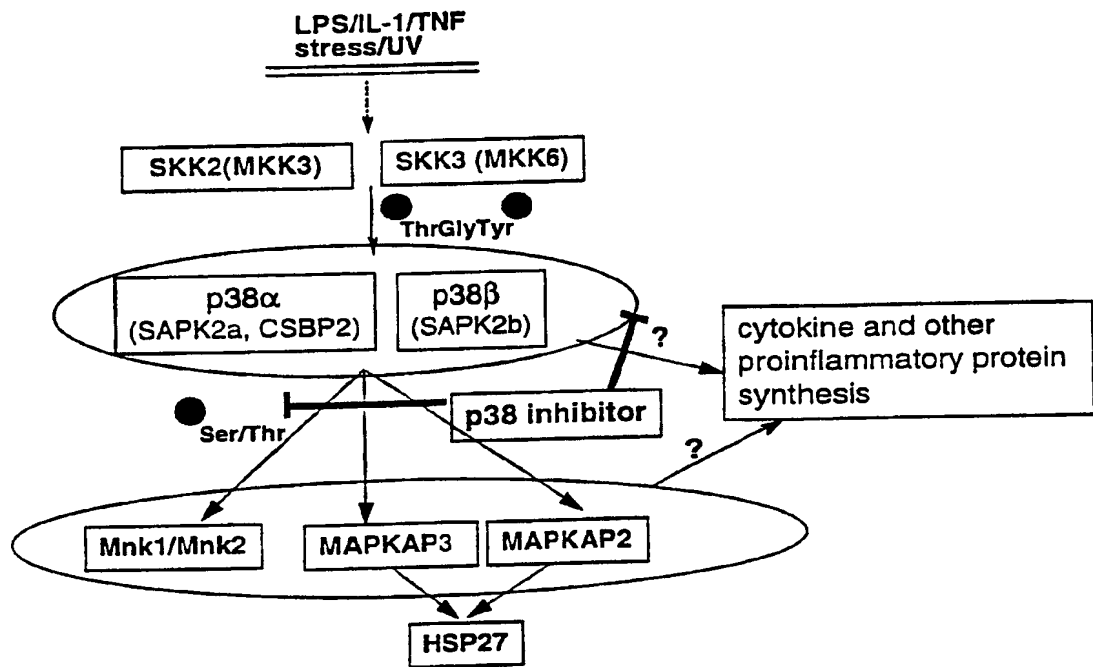 LPS/IL-1/TNF
stress/UV
SKK2(MKK3)
SKK3 (MKK6)
ThrGlyTyr
p38α
(SAPK2a, CSBP2)
p38β
(SAPK2b)
?
cytokine and other
proinflammatory protein
synthesis
p38 inhibitor
Ser/Thr
?
Mnk1/Mnk2
MAPKAP3
MAPKAP2
HSP27